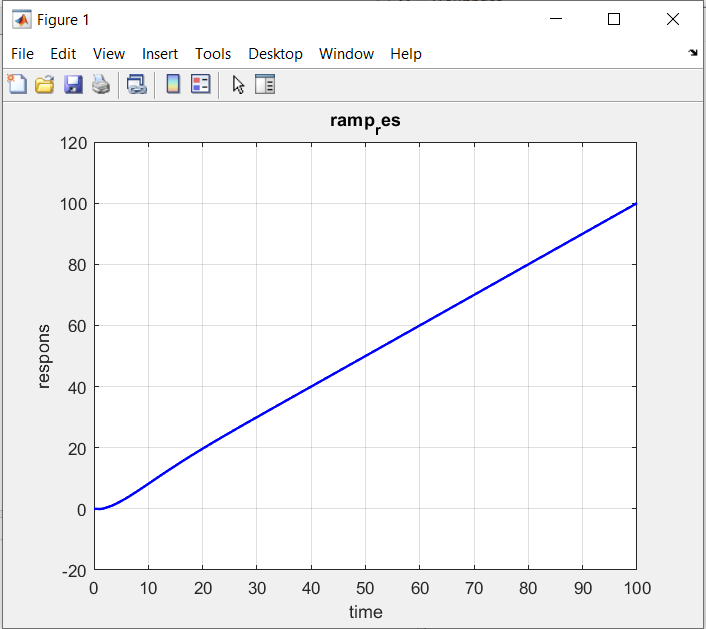 Figure 1
File Edit View Insert Tools Desktop Window Help
ramp_res
120
100
80
60
40
20
0
-20
respons
0 10 20 30 40 50 60 70 80 90 100
time